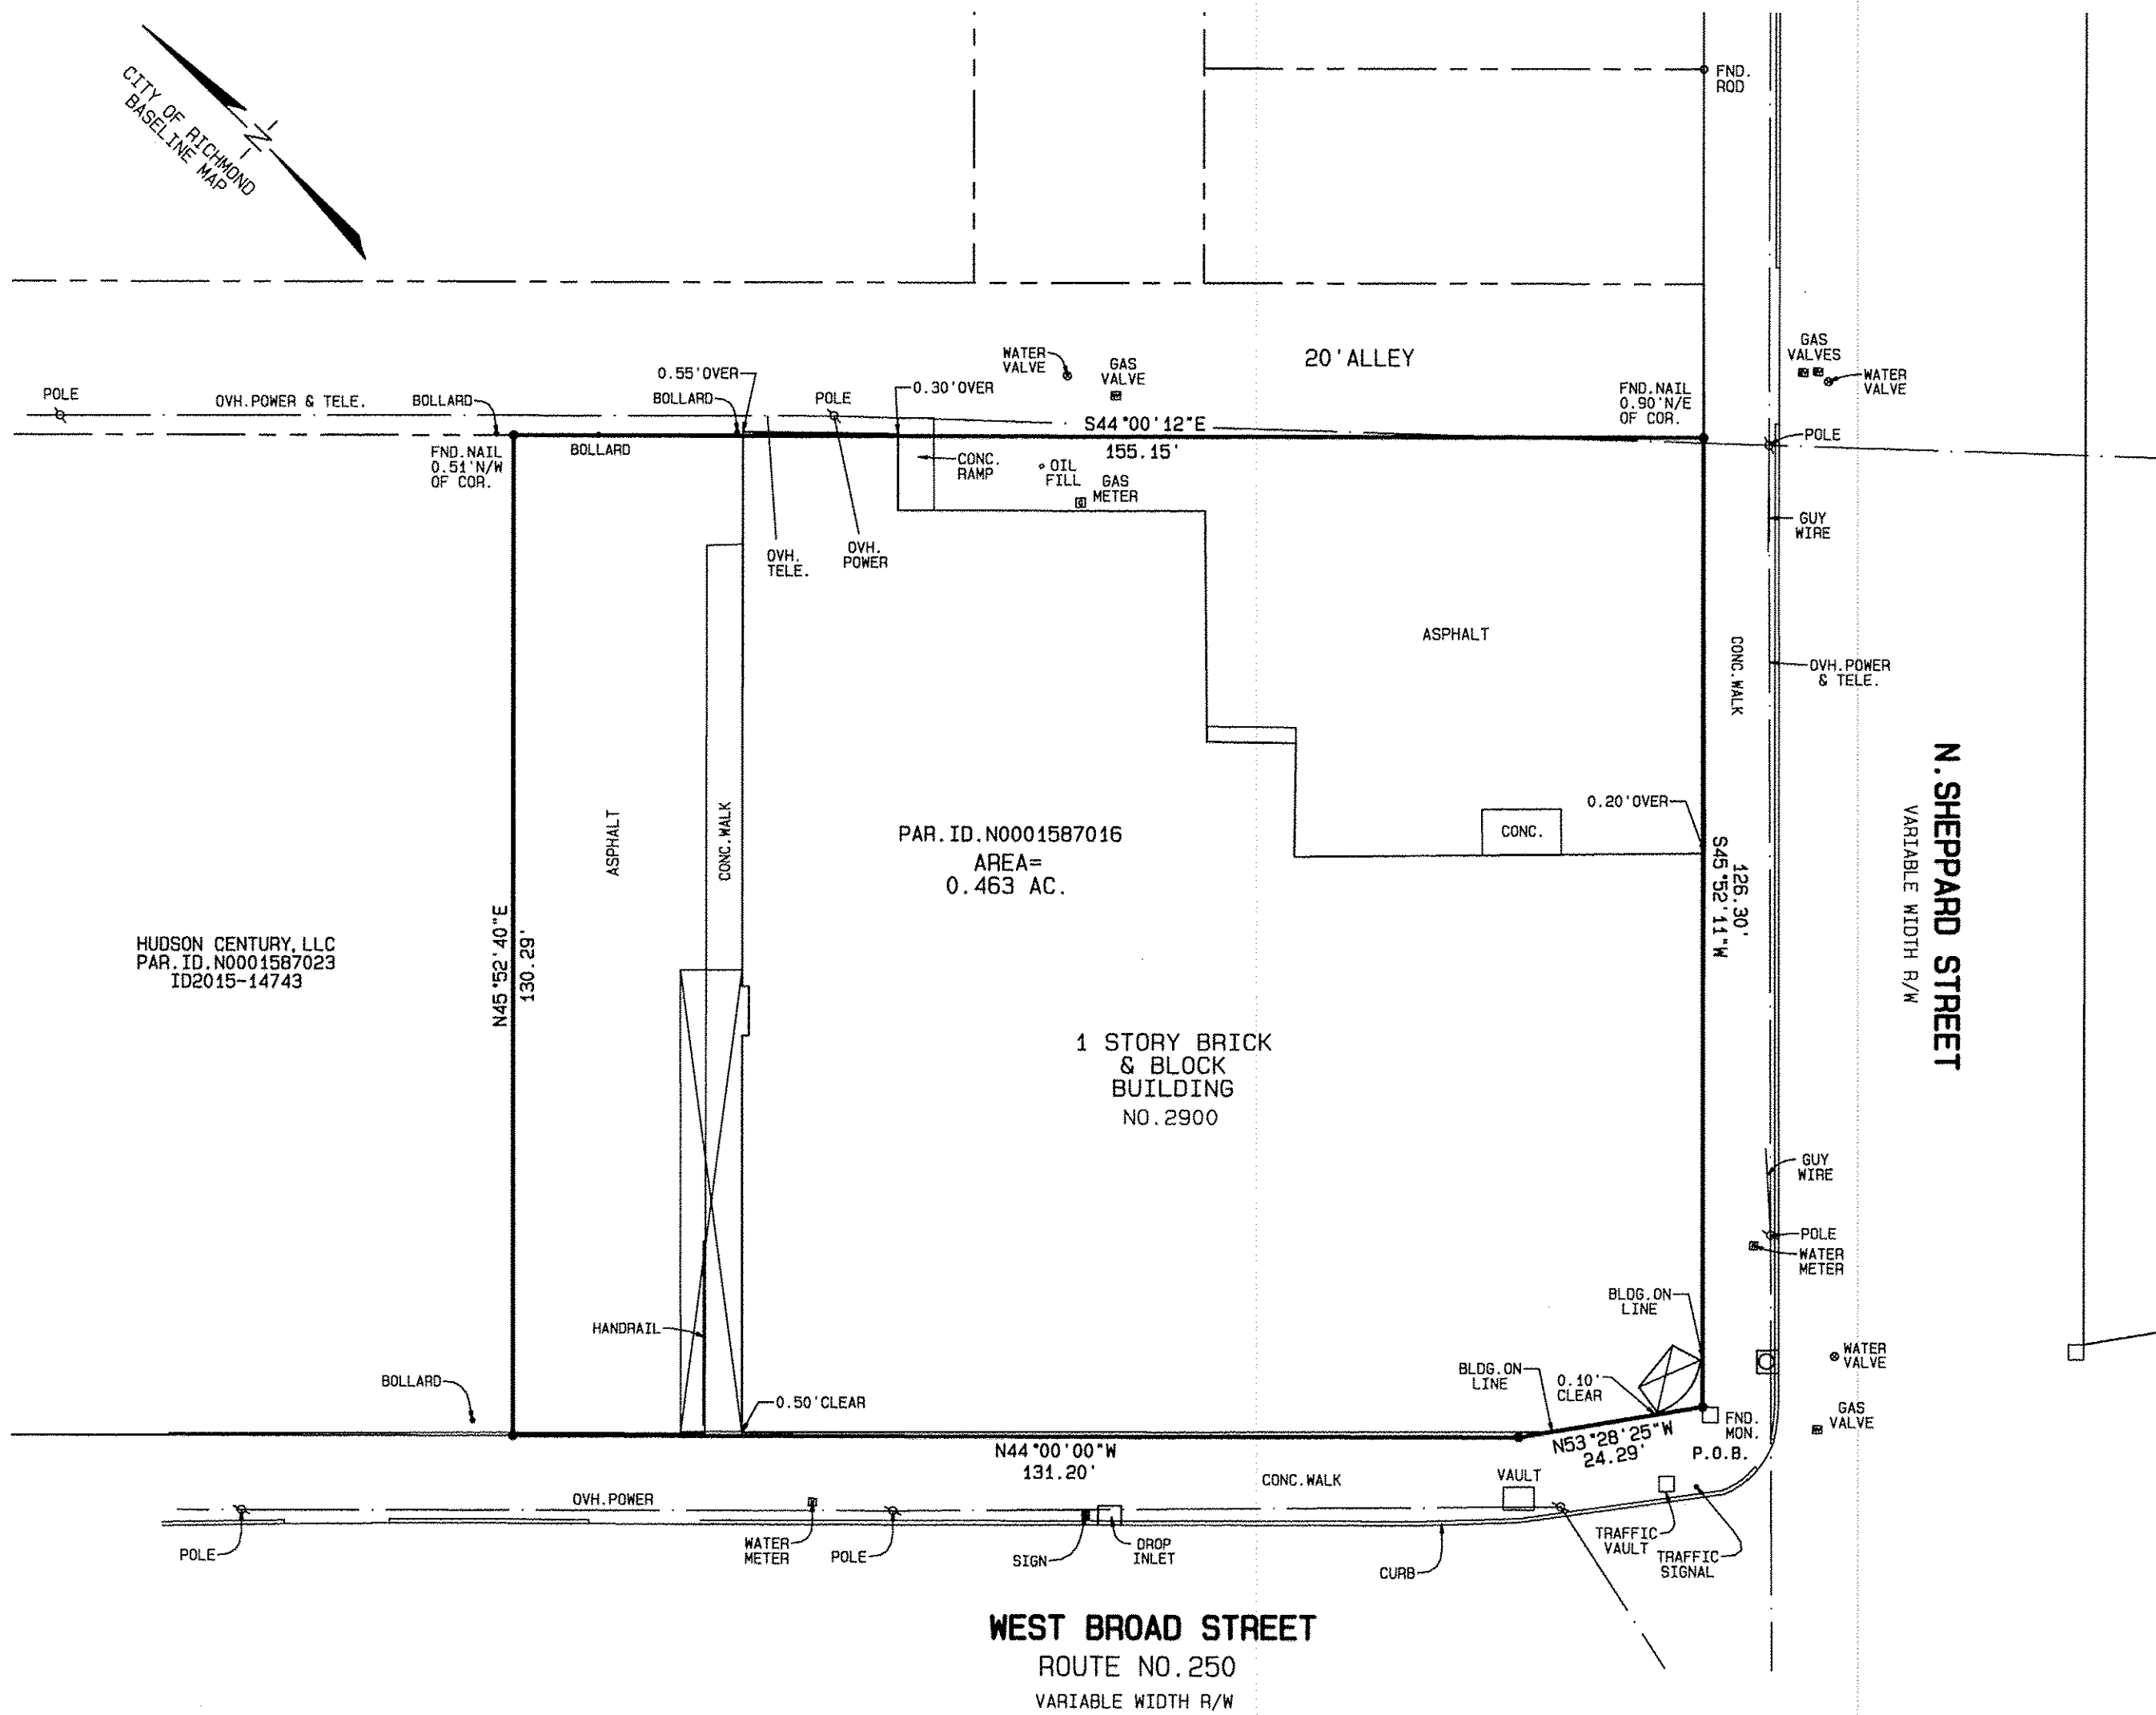 CITY OF RICHMOND
BASELINE MAP
N
FND.
ROD
20'ALLEY
WATER
VALVE
GAS
VALVE
GAS
VALVES
WATER
VALVE
POLE
OVH.POWER & TELE.
BOLLARD
0.55'OVER
BOLLARD
POLE
0.30'OVER
FND.NAIL
0.90'N/E
OF COR.
S44°00'12"E
155.15'
POLE
FND.NAIL
0.51'N/W
OF COR.
BOLLARD
CONC.
RAMP
OIL
FILL
GAS
METER
OVH.
TELE.
OVH.
POWER
GUY
WIRE
ASPHALT
CONC.WALK
OVH.POWER
& TELE.
ASPHALT
CONC.WALK
PAR.ID.N0001587016
AREA=
0.463 AC.
0.20'OVER
CONC.
126.30'
S45°52'11"W
N.SHEPPARD STREET
VARIABLE WIDTH R/W
HUDSON CENTURY, LLC
PAR.ID.N0001587023
ID2015-14743
N45°52'40"E
130.29'
1 STORY BRICK
& BLOCK
BUILDING
NO.2900
GUY
WIRE
POLE
WATER
METER
BLDG.ON
LINE
HANDRAIL
WATER
VALVE
BOLLARD
0.50'CLEAR
BLDG.ON
LINE
0.10'
CLEAR
FND.
MON.
GAS
VALVE
P.O.B.
N44°00'00"W
131.20'
N53°28'25"W
24.29'
CONC.WALK
VAULT
OVH.POWER
POLE
WATER
METER
POLE
SIGN
DROP
INLET
CURB
TRAFFIC
VAULT
TRAFFIC
SIGNAL
WEST BROAD STREET
ROUTE NO.250
VARIABLE WIDTH R/W